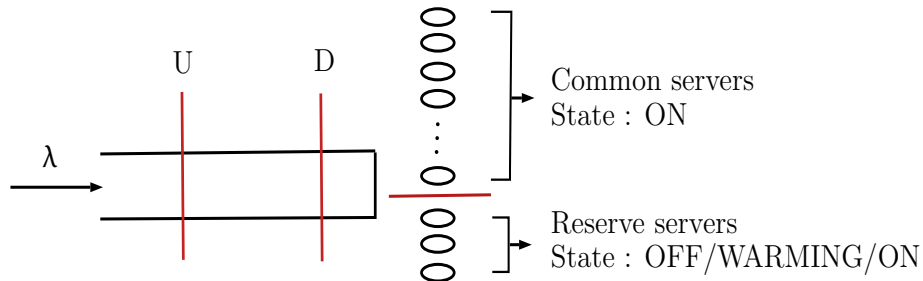 U
D
Common servers
State : ON
λ
Reserve servers
State : OFF/WARMING/ON